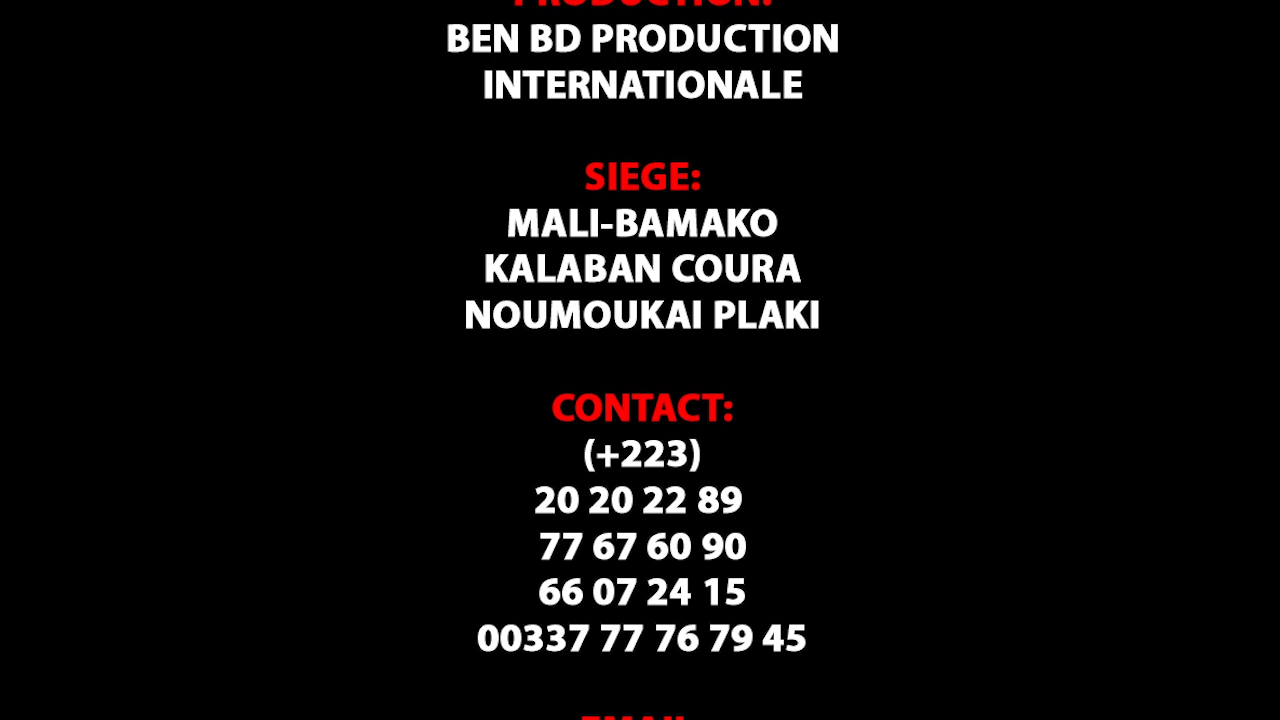 PRODUCTION:
BEN BD PRODUCTION
INTERNATIONALE
SIEGE:
MALI-BAMAKO
KALABAN COURA
NOUMOUKAI PLAKI
CONTACT:
(+223)
20 20 22 89
77 67 60 90
66 07 24 15
00337 77 76 79 45